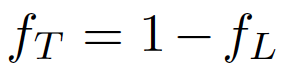 f_T = 1 − f_L